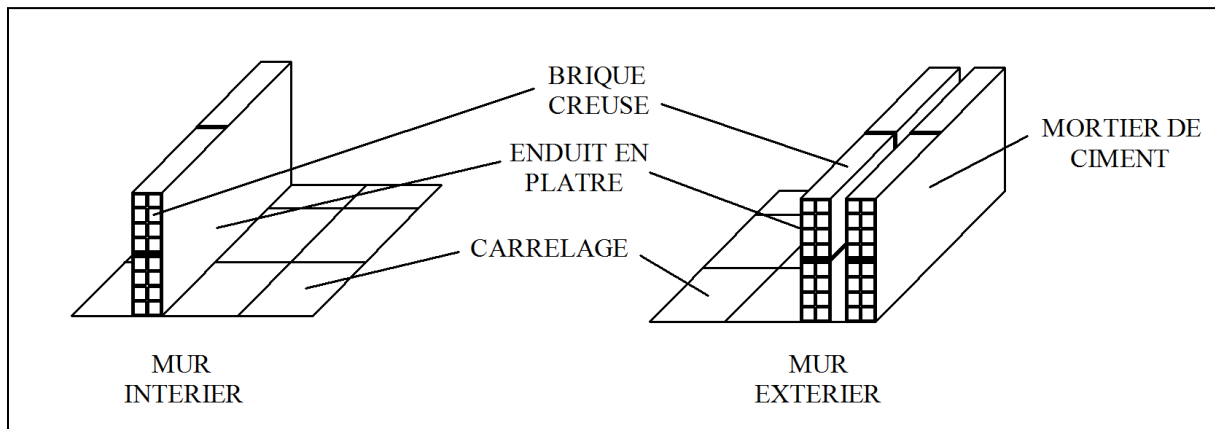 BRIQUE
CREUSE
MORTIER DE
CIMENT
ENDUIT EN
PLATRE
CARRELAGE
MUR
INTERIER
MUR
EXTERIER